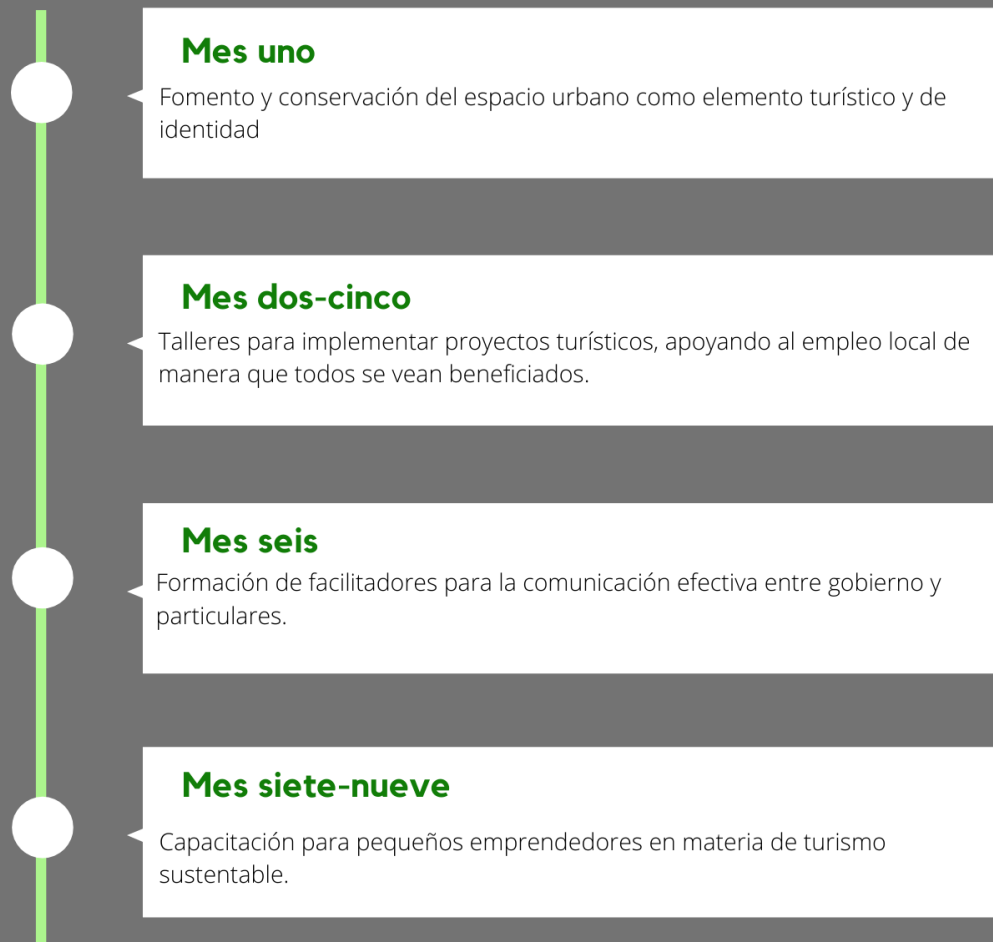 Mes uno
Fomento y conservación del espacio urbano como elemento turístico y de
identidad
Mes dos-cinco
Talleres para implementar proyectos turísticos, apoyando al empleo local de
manera que todos se vean beneficiados.
Mes seis
Formación de facilitadores para la comunicación efectiva entre gobierno y
particulares.
Mes siete-nueve
Capacitación para pequeños emprendedores en materia de turismo
sustentable.